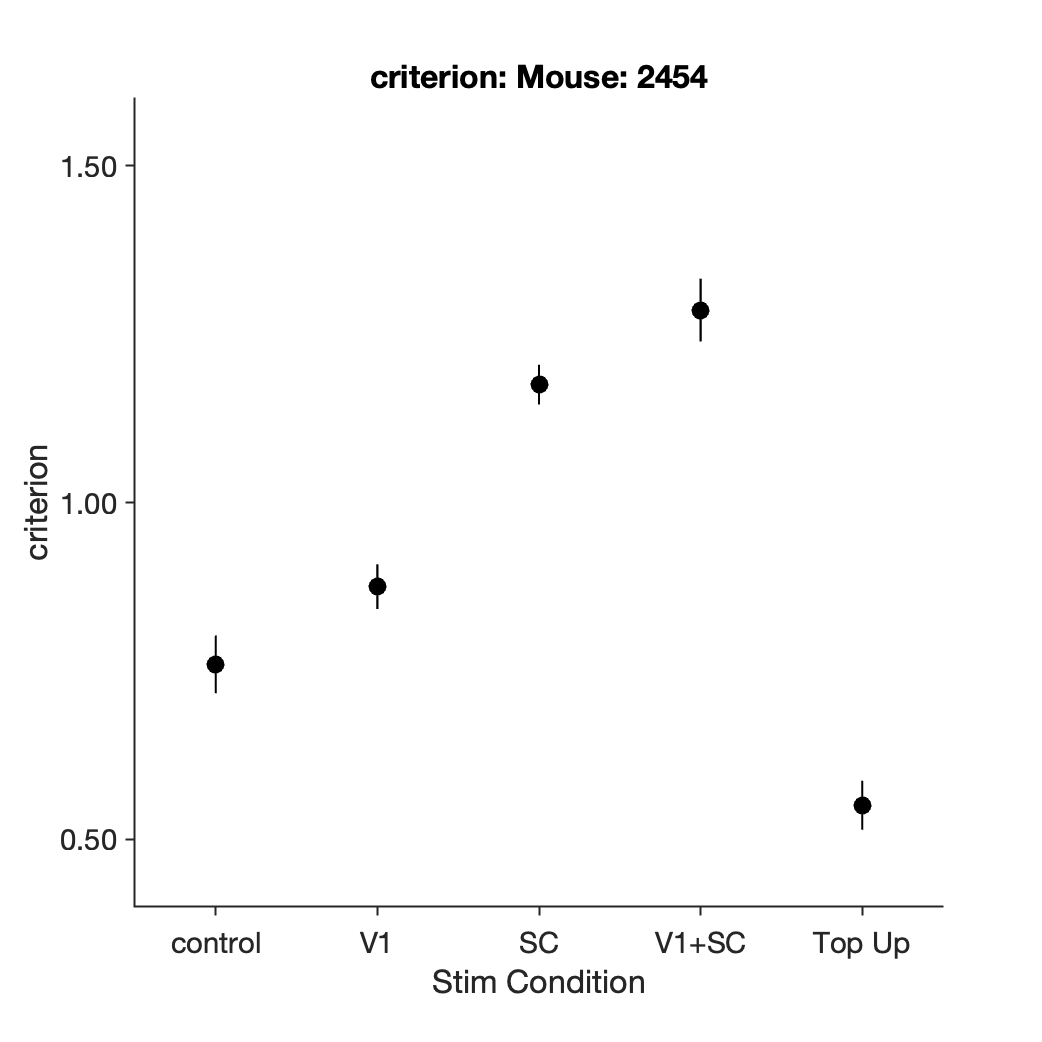 criterion: Mouse: 2454
1.50
1.00
0.50
criterion
control V1 SC V1+SC Top Up
Stim Condition